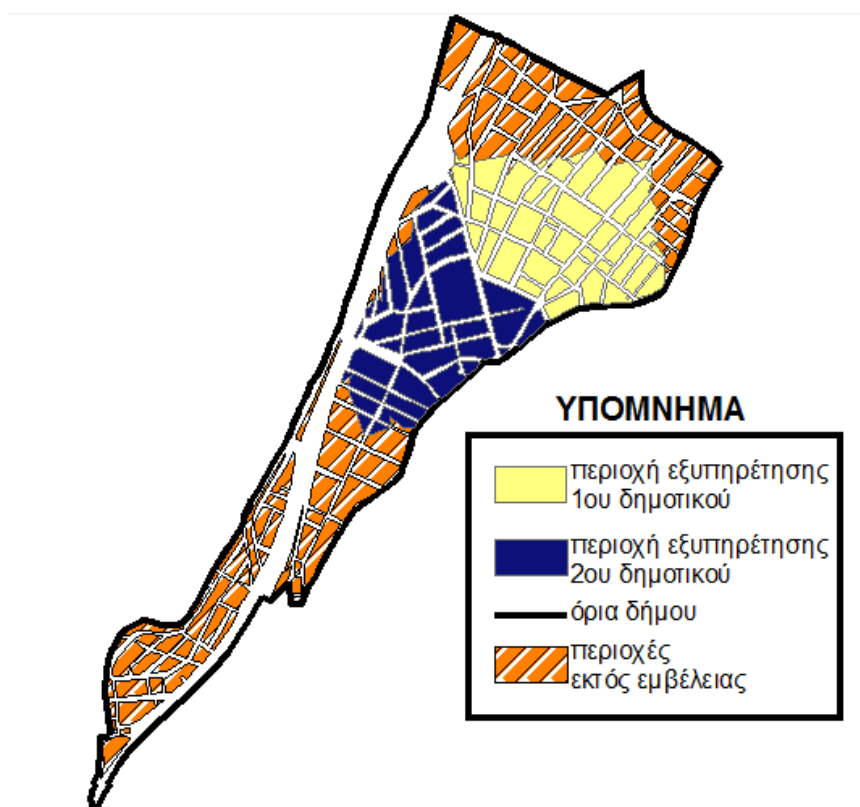 ΥΠΟΜΝΗΜΑ
περιοχή εξυπηρέτησης
1ου δημοτικού
περιοχή εξυπηρέτησης
2ου δημοτικού
όρια δήμου
περιοχές
εκτός εμβέλειας